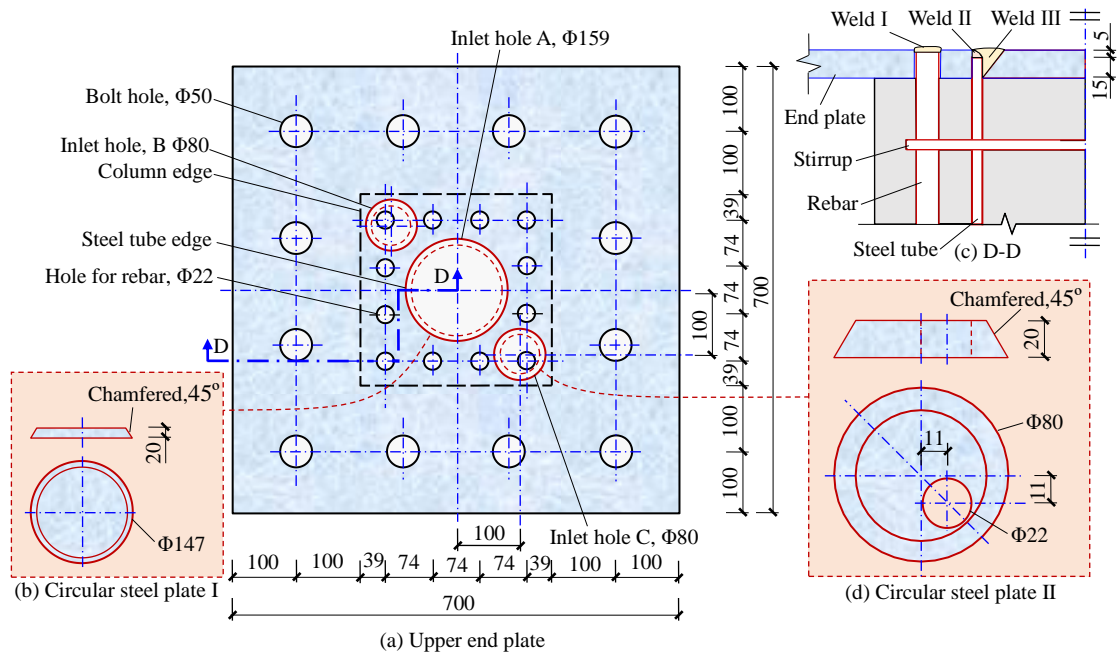 Inlet hole A, Φ159
Bolt hole, Φ50
Inlet hole, B Φ80
Column edge
Steel tube edge
Hole for rebar, Φ22
D
D
100
100
39
74
74
74
39
100
100
700
100
100
Inlet hole C, Φ80
100
100
39
74
74
74
39
100
100
700
(a) Upper end plate
Chamfered,45°
20
Φ147
(b) Circular steel plate I
Weld I
Weld II
Weld III
5
15
End plate
Stirrup
Rebar
Steel tube
(c) D-D
Chamfered,45°
20
Φ80
11
11
Φ22
(d) Circular steel plate II